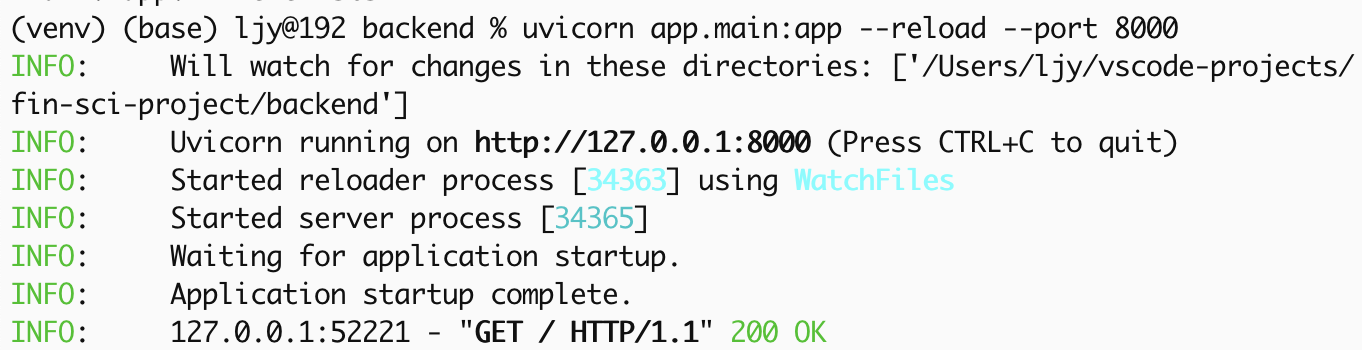 (venv) (base) ljy@192 backend % uvicorn app.main:app --reload --port 8000
INFO:     Will watch for changes in these directories: ['/Users/ljy/vscode-projects/
fin-sci-project/backend']
INFO:     Uvicorn running on http://127.0.0.1:8000 (Press CTRL+C to quit)
INFO:     Started reloader process [34363] using WatchFiles
INFO:     Started server process [34365]
INFO:     Waiting for application startup.
INFO:     Application startup complete.
INFO:     127.0.0.1:52221 - "GET / HTTP/1.1" 200 OK